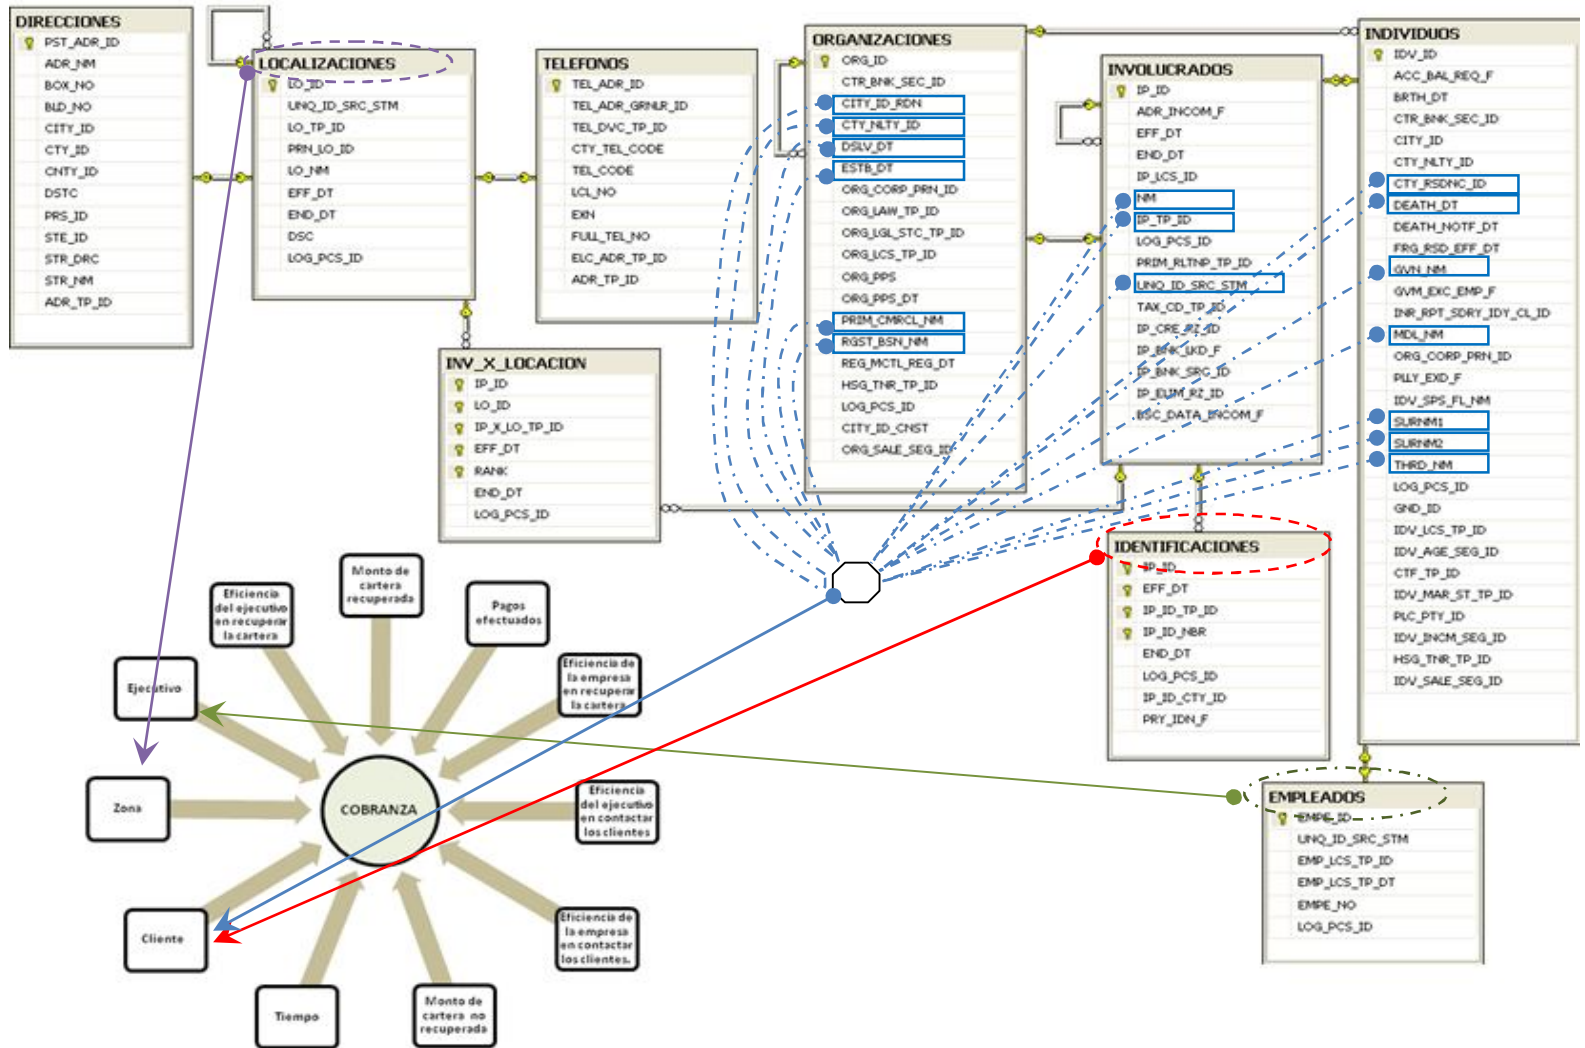 DIRECCIONES
PST_ADR_ID
ADR_NM
BOX_NO
BLD_NO
CITY_ID
CTY_ID
CNTY_ID
DSTC
PRS_ID
STE_ID
STR_DRC
STR_NM
ADR_TP_ID
LOCALIZACIONES
LO_ID
UNQ_ID_SRC_STM
LO_TP_ID
PRN_LO_ID
LO_NM
EFF_DT
END_DT
DSC
LOG_PCS_ID
TELEFONOS
TEL_ADR_ID
TEL_ADR_GRNLR_ID
TEL_DVC_TP_ID
CTY_TEL_CODE
TEL_CODE
LCL_NO
EXN
FULL_TEL_NO
ELC_ADR_TP_ID
ADR_TP_ID
INV_X_LOCACION
IP_ID
LO_ID
IP_X_LO_TP_ID
EFF_DT
RANK
END_DT
LOG_PCS_ID
ORGANIZACIONES
ORG_ID
CTR_BNK_SEC_ID
CITY_ID_RDN
CTY_NLTY_ID
DSLV_DT
ESTB_DT
ORG_CORP_PRN_ID
ORG_LAW_TP_ID
ORG_LGL_STC_TP_ID
ORG_LCS_TP_ID
ORG_PPS
ORG_PPS_DT
PRIM_CMRCL_NM
RGST_BSN_NM
REG_MCTL_REG_DT
HSG_TNR_TP_ID
LOG_PCS_ID
CITY_ID_CNST
ORG_SALE_SEG_ID
INVOLUCRADOS
IP_ID
ADR_INCOM_F
EFF_DT
END_DT
IP_LCS_ID
NM
IP_TP_ID
LOG_PCS_ID
PRIM_RLTNP_TP_ID
UNQ_ID_SRC_STM
TAX_CD_TP_ID
IP_CRE_RZ_ID
IP_BNK_LKD_F
IP_BNK_SRC_ID
IP_ELIM_RZ_ID
BSC_DATA_INCOM_F
INDIVIDUOS
IDV_ID
ACC_BAL_REQ_F
BRTH_DT
CTR_BNK_SEC_ID
CITY_ID
CTY_NLTY_ID
CTY_RSDNC_ID
DEATH_DT
DEATH_NOTF_DT
FRG_RSD_EFF_DT
GVN_NM
GVM_EXC_EMP_F
INR_RPT_SDRY_IDY_CL_ID
MDL_NM
ORG_CORP_PRN_ID
PLLY_EXD_F
IDV_SPS_FL_NM
SURNM1
SURNM2
THRD_NM
LOG_PCS_ID
GND_ID
IDV_LCS_TP_ID
IDV_AGE_SEG_ID
CTF_TP_ID
IDV_MAR_ST_TP_ID
PLC_PTY_ID
IDV_INCM_SEG_ID
HSG_TNR_TP_ID
IDV_SALE_SEG_ID
IDENTIFICACIONES
IP_ID
EFF_DT
IP_ID_TP_ID
IP_ID_NBR
END_DT
LOG_PCS_ID
IP_ID_CTY_ID
PRY_IDN_F
EMPLEADOS
EMPE_ID
UNQ_ID_SRC_STM
EMP_LCS_TP_ID
EMP_LCS_TP_DT
EMPE_NO
LOG_PCS_ID
Monto de
cartera
recuperada
Eficiencia
del ejecutivo
en recuperar
la cartera
Pagos
efectuados
Eficiencia de
la empresa
en recuperar
la cartera
Ejecutivo
Zona
COBRANZA
Eficiencia
del ejecutivo
en contactar
los clientes
Cliente
Eficiencia de
la empresa
en contactar
los clientes.
Tiempo
Monto de
cartera no
recuperada